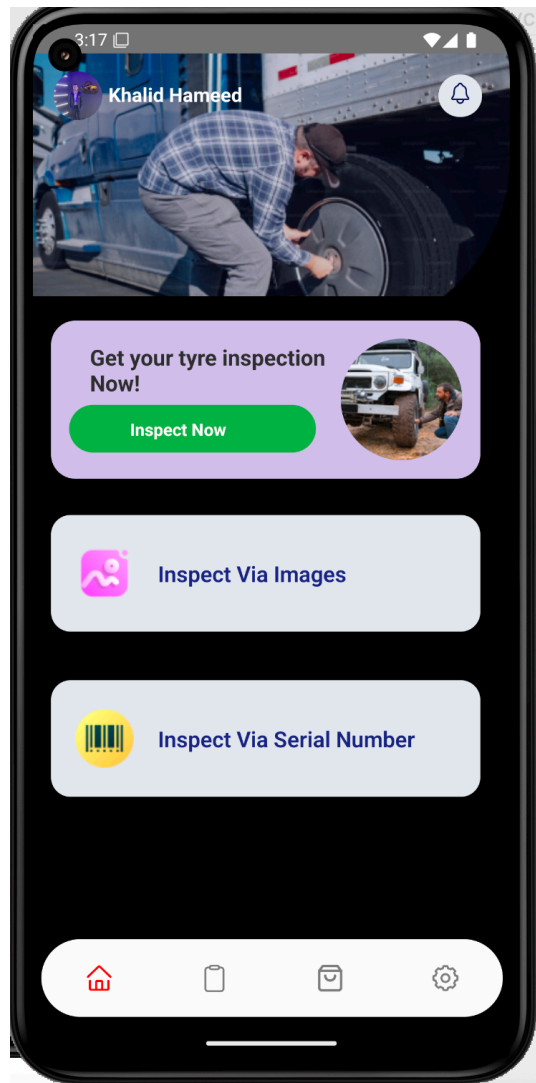 3:17
Khalid Hameed
Get your tyre inspection
Now!
Inspect Now
Inspect Via Images
Inspect Via Serial Number